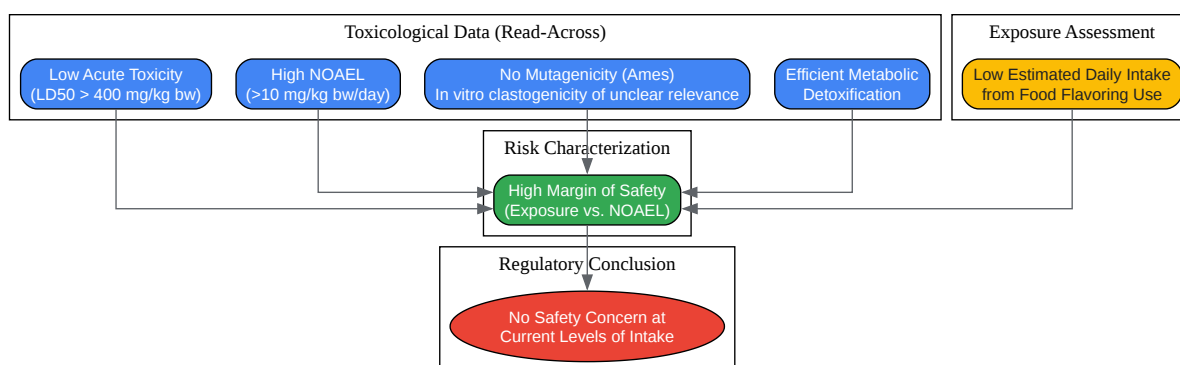 Toxicological Data (Read-Across)
Exposure Assessment
Low Acute Toxicity
(LD50 > 400 mg/kg bw)
High NOAEL
(>10 mg/kg bw/day)
No Mutagenicity (Ames)
In vitro clastogenicity of unclear relevance
Efficient Metabolic
Detoxification
Low Estimated Daily Intake
from Food Flavoring Use
Risk Characterization
High Margin of Safety
(Exposure vs. NOAEL)
Regulatory Conclusion
No Safety Concern at
Current Levels of Intake